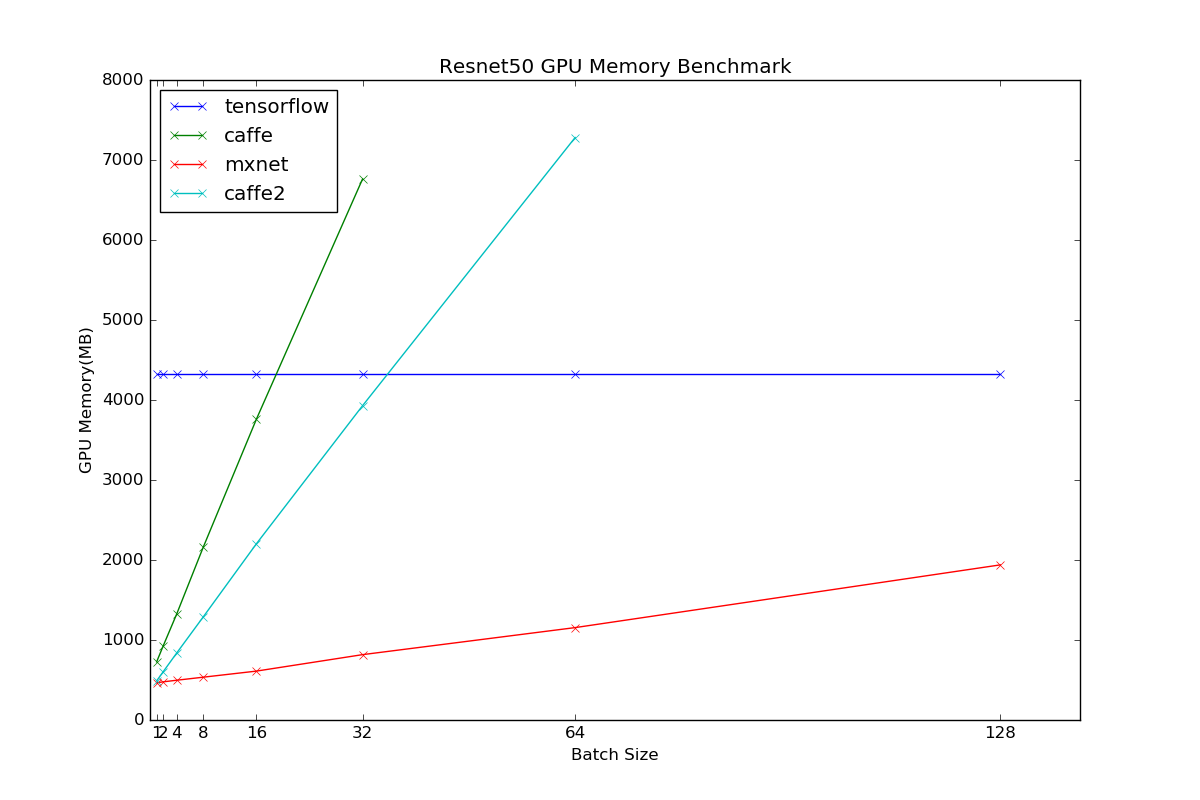 Resnet50 GPU Memory Benchmark
8000
7000
6000
5000
4000
3000
2000
1000
0
GPU Memory(MB)
tensorflow
caffe
mxnet
caffe2
1 2 4 8 16 32 64 128
Batch Size